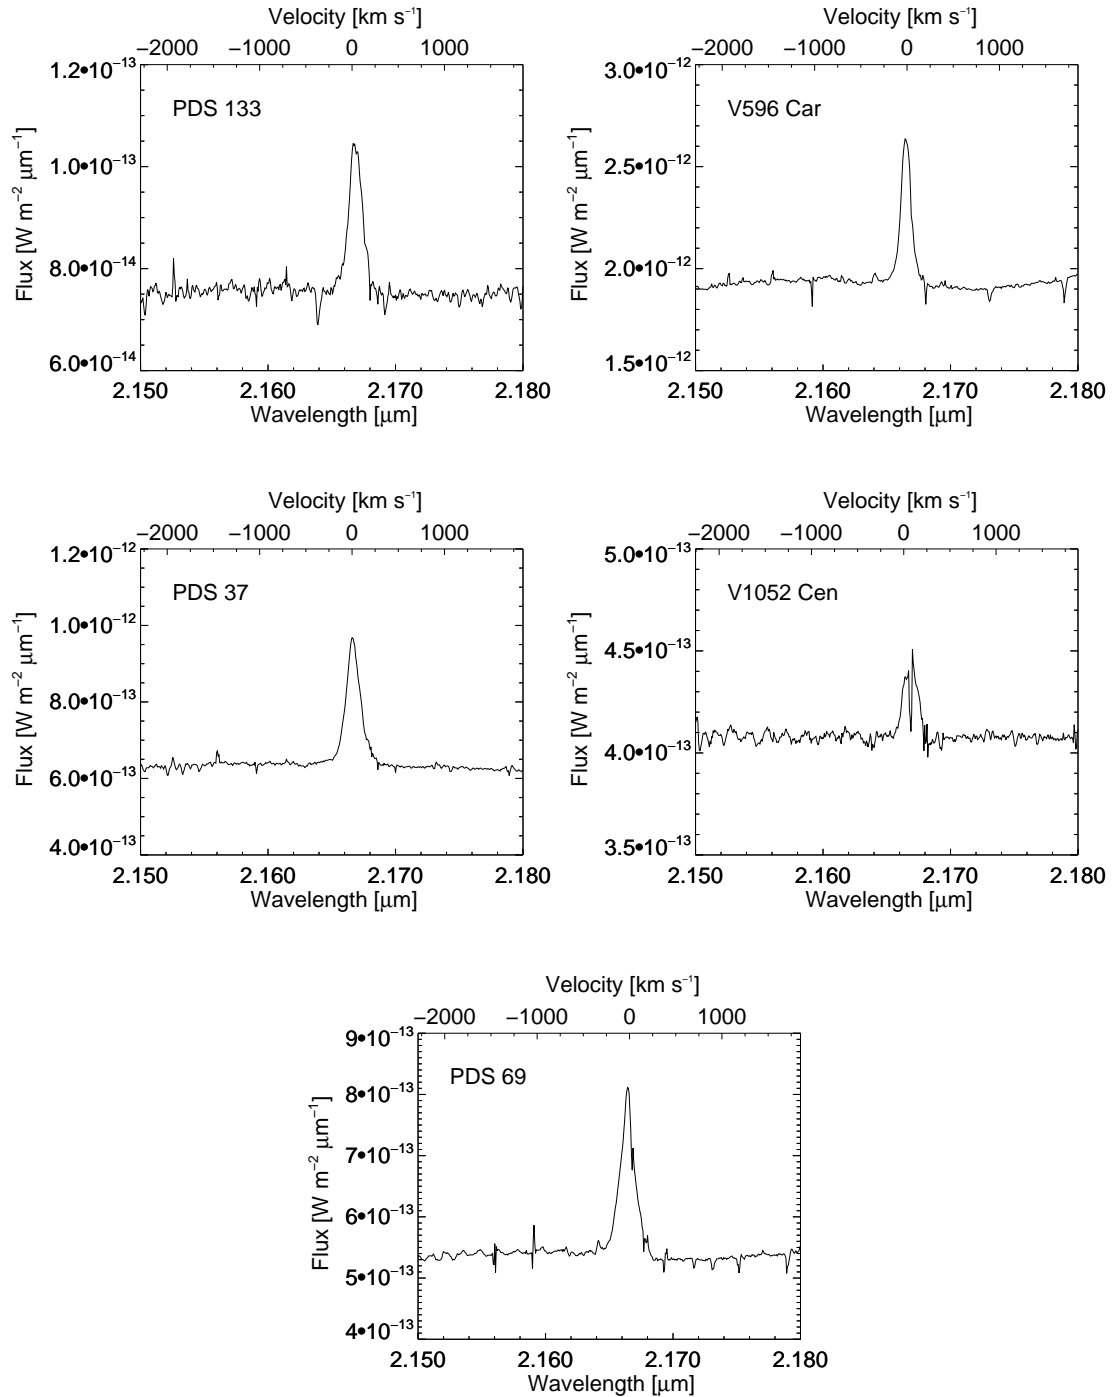 Velocity [km s⁻¹]
−2000 −1000 0 1000
1.2•10⁻¹³
1.0•10⁻¹³
8.0•10⁻¹⁴
6.0•10⁻¹⁴
Flux [W m⁻² μm⁻¹]
PDS 133
2.150 2.160 2.170 2.180
Wavelength [μm]
Velocity [km s⁻¹]
−2000 −1000 0 1000
3.0•10⁻¹²
2.5•10⁻¹²
2.0•10⁻¹²
1.5•10⁻¹²
Flux [W m⁻² μm⁻¹]
V596 Car
2.150 2.160 2.170 2.180
Wavelength [μm]
Velocity [km s⁻¹]
−2000 −1000 0 1000
1.2•10⁻¹²
1.0•10⁻¹²
8.0•10⁻¹³
6.0•10⁻¹³
4.0•10⁻¹³
Flux [W m⁻² μm⁻¹]
PDS 37
2.150 2.160 2.170 2.180
Wavelength [μm]
Velocity [km s⁻¹]
−2000 −1000 0 1000
5.0•10⁻¹³
4.5•10⁻¹³
4.0•10⁻¹³
3.5•10⁻¹³
Flux [W m⁻² μm⁻¹]
V1052 Cen
2.150 2.160 2.170 2.180
Wavelength [μm]
Velocity [km s⁻¹]
−2000 −1000 0 1000
9•10⁻¹³
8•10⁻¹³
7•10⁻¹³
6•10⁻¹³
5•10⁻¹³
4•10⁻¹³
Flux [W m⁻² μm⁻¹]
PDS 69
2.150 2.160 2.170 2.180
Wavelength [μm]